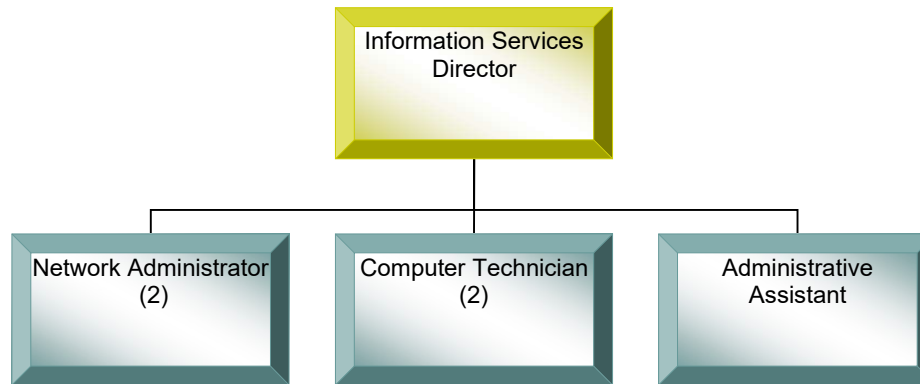 Information Services
Director
Network Administrator
(2)
Computer Technician
(2)
Administrative
Assistant